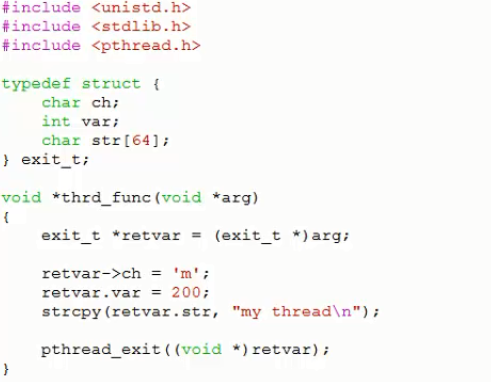 #include <unistd.h>
#include <stdlib.h>
#include <pthread.h>
typedef struct {
    char ch;
    int var;
    char str[64];
} exit_t;
void *thrd_func(void *arg)
{
    exit_t *retvar = (exit_t *)arg;
    retvar->ch = 'm';
    retvar.var = 200;
    strcpy(retvar.str, "my thread\n");
    pthread_exit((void *)retvar);
}